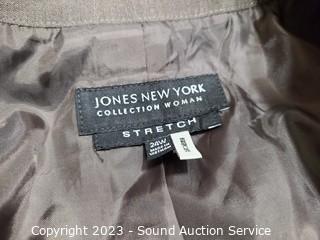 JONES NEW YORK
COLLECTION WOMAN
STRETCH
24W
Copyright © 2023 - Sound Auction Service